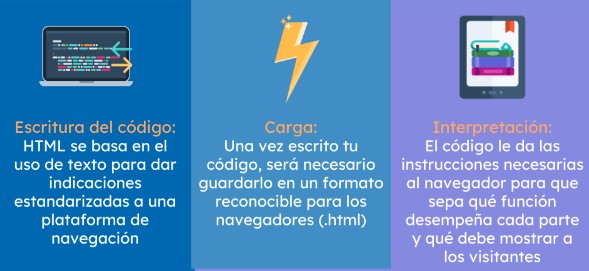 Escritura del código:
HTML se basa en el
uso de texto para dar
indicaciones
estandarizadas a una
plataforma de
navegación
Carga:
Una vez escrito tu
código, será necesario
guardarlo en un formato
reconocible para los
navegadores (.html)
Interpretación:
El código le da las
instrucciones necesarias
al navegador para que
sepa qué función
desempeña cada parte
y qué debe mostrar a
los visitantes